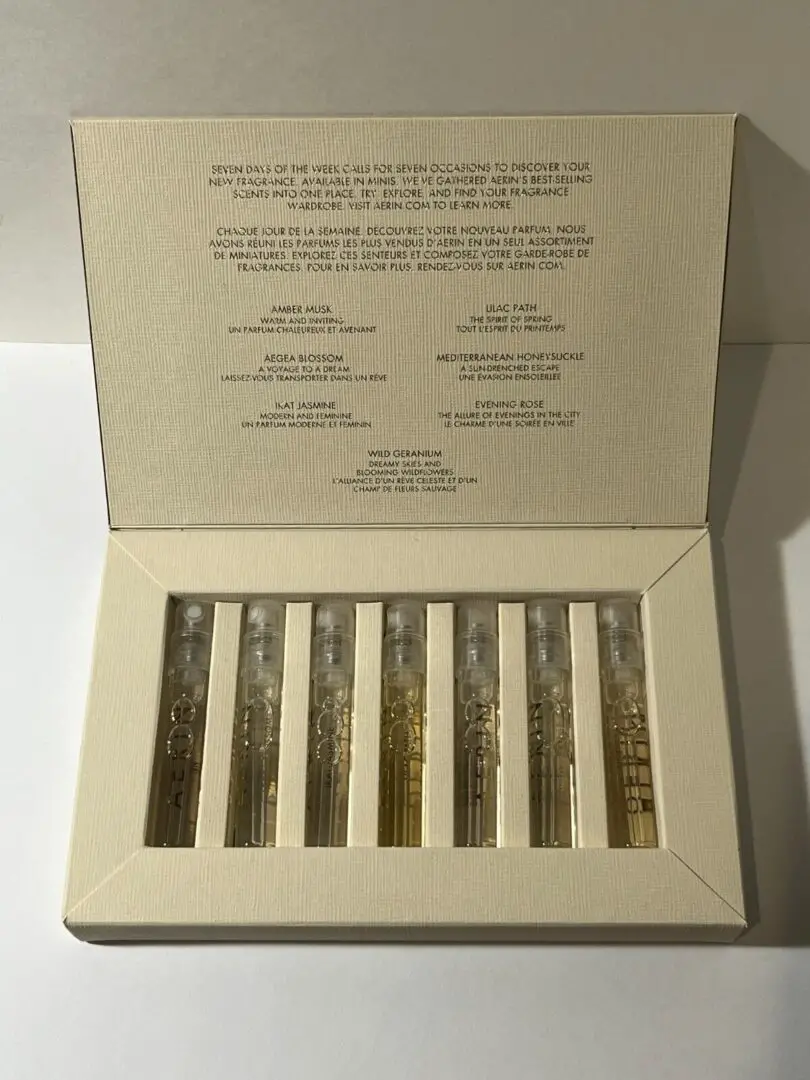 SEVEN DAYS OF THE WEEK CALLS FOR SEVEN OCCASIONS TO DISCOVER YOUR
NEW FRAGRANCE. AVAILABLE IN MINIS. WE'VE GATHERED AERIN'S BEST-SELLING
SCENTS INTO ONE PLACE. TRY, EXPLORE, AND FIND YOUR FRAGRANCE
WARDROBE. VISIT AERIN.COM TO LEARN MORE.
CHAQUE JOUR DE LA SEMAINE, DÉCOUVREZ VOTRE NOUVEAU PARFUM. NOUS
AVONS RÉUNI LES PARFUMS LES PLUS VENDUS D'AERIN EN UN SEUL ASSORTIMENT
DE MINIATURES. EXPLOREZ CES SENTEURS ET COMPOSEZ VOTRE GARDE-ROBE DE
FRAGRANCES. POUR EN SAVOIR PLUS, RENDEZ-VOUS SUR AERIN.COM.
AMBER MUSK
WARM AND INVITING
UN PARFUM CHALEUREUX ET AVENANT
LILAC PATH
THE SPIRIT OF SPRING
TOUT L'ESPRIT DU PRINTEMPS
AEGEA BLOSSOM
A VOYAGE TO A DREAM
LAISSEZ-VOUS TRANSPORTER DANS UN RÊVE
MEDITERRANEAN HONEYSUCKLE
A SUN-DRENCHED ESCAPE
UNE ÉVASION ENSOLEILLÉE
IKAT JASMINE
MODERN AND FEMININE
UN PARFUM MODERNE ET FÉMININ
EVENING ROSE
THE ALLURE OF EVENINGS IN THE CITY
LE CHARME D'UNE SOIRÉE EN VILLE
WILD GERANIUM
DREAMY SKIES AND
BLOOMING WILDFLOWERS
L'ALLIANCE D'UN RÊVE CÉLESTE ET D'UN
CHAMP DE FLEURS SAUVAGE
AERIN
AERIN
AERIN
AERIN